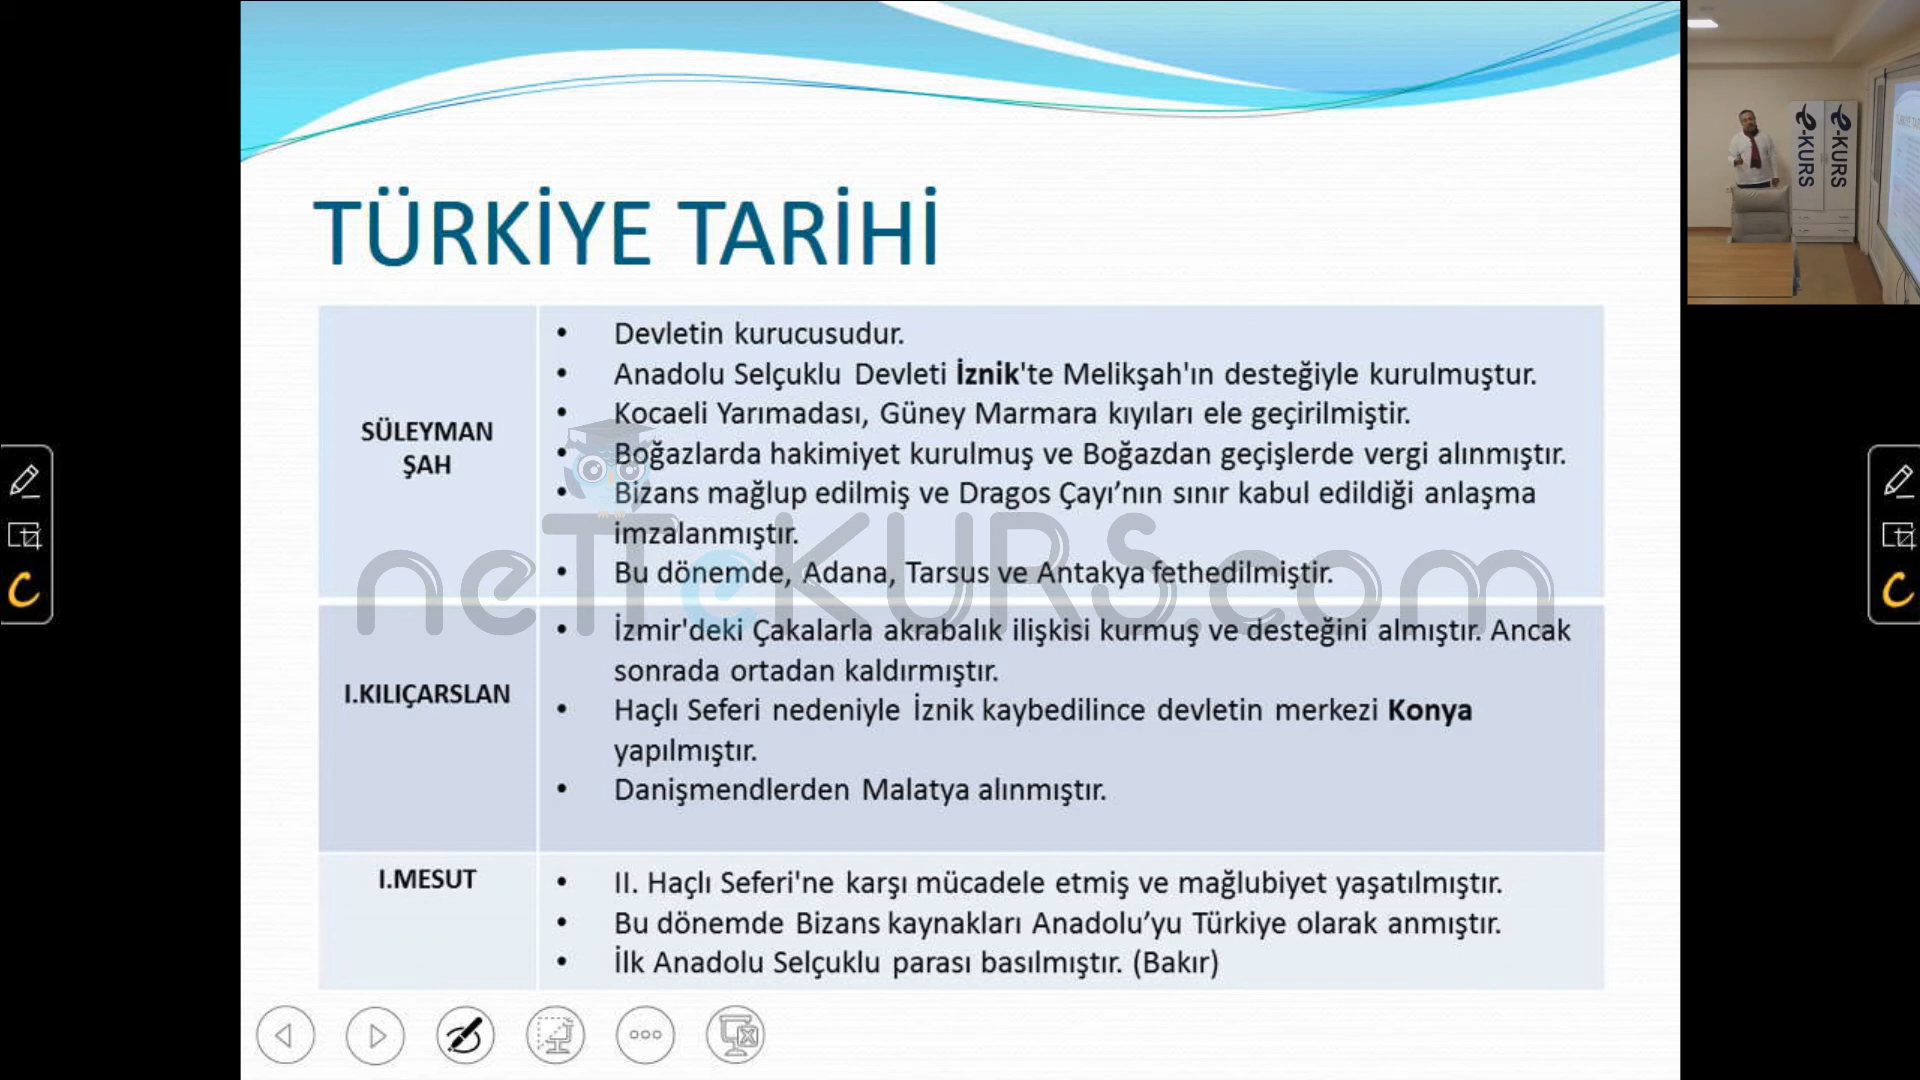 TÜRKİYE TARİHİ
SÜLEYMAN
ŞAH
• Devletin kurucusudur.
• Anadolu Selçuklu Devleti İznik'te Melikşah'ın desteğiyle kurulmuştur.
• Kocaeli Yarımadası, Güney Marmara kıyıları ele geçirilmiştir.
• Boğazlarda hakimiyet kurulmuş ve Boğazdan geçişlerde vergi alınmıştır.
• Bizans mağlup edilmiş ve Dragos Çayı’nın sınır kabul edildiği anlaşma
imzalanmıştır.
• Bu dönemde, Adana, Tarsus ve Antakya fethedilmiştir.
I.KILIÇARSLAN
• İzmir'deki Çakalarla akrabalık ilişkisi kurmuş ve desteğini almıştır. Ancak
sonrada ortadan kaldırmıştır.
• Haçlı Seferi nedeniyle İznik kaybedilince devletin merkezi Konya
yapılmıştır.
• Danişmendlerden Malatya alınmıştır.
I.MESUT
• II. Haçlı Seferi'ne karşı mücadele etmiş ve mağlubiyet yaşatılmıştır.
• Bu dönemde Bizans kaynakları Anadolu’yu Türkiye olarak anmıştır.
• İlk Anadolu Selçuklu parası basılmıştır. (Bakır)
neTTeKURS.com
e-KURS
e-KURS